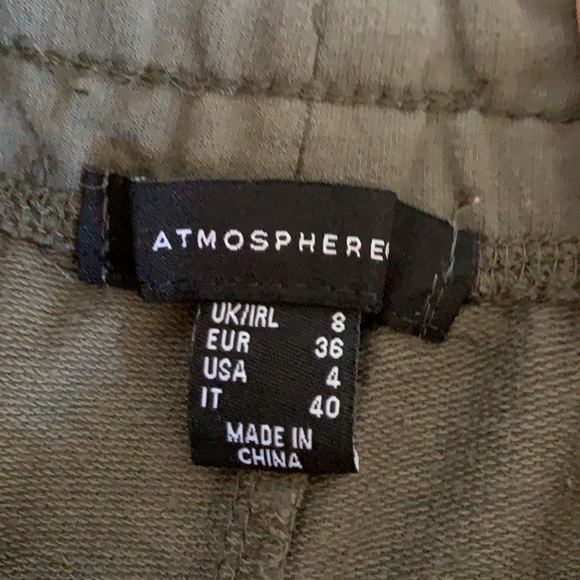 ATMOSPHERE
UK/IRL 8
EUR 36
USA 4
IT 40
MADE IN
CHINA